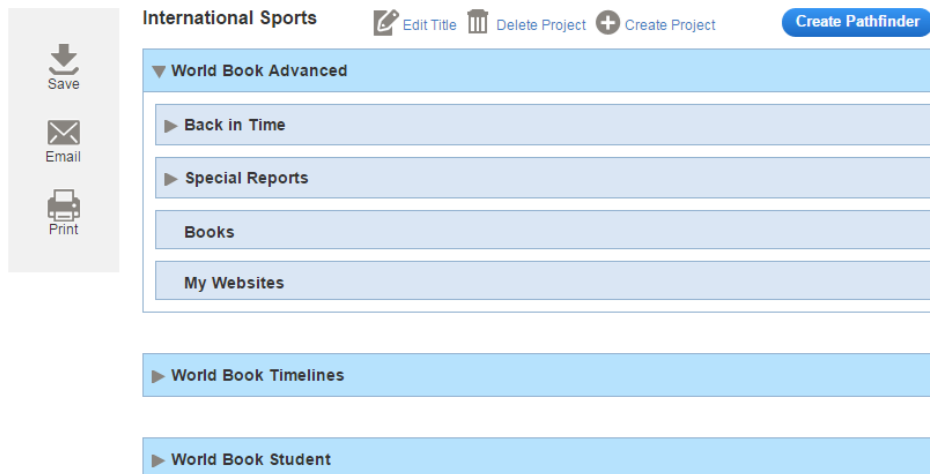 International Sports Edit Title Delete Project Create Project Create Pathfinder
Save
Email
Print
World Book Advanced
Back in Time
Special Reports
Books
My Websites
World Book Timelines
World Book Student